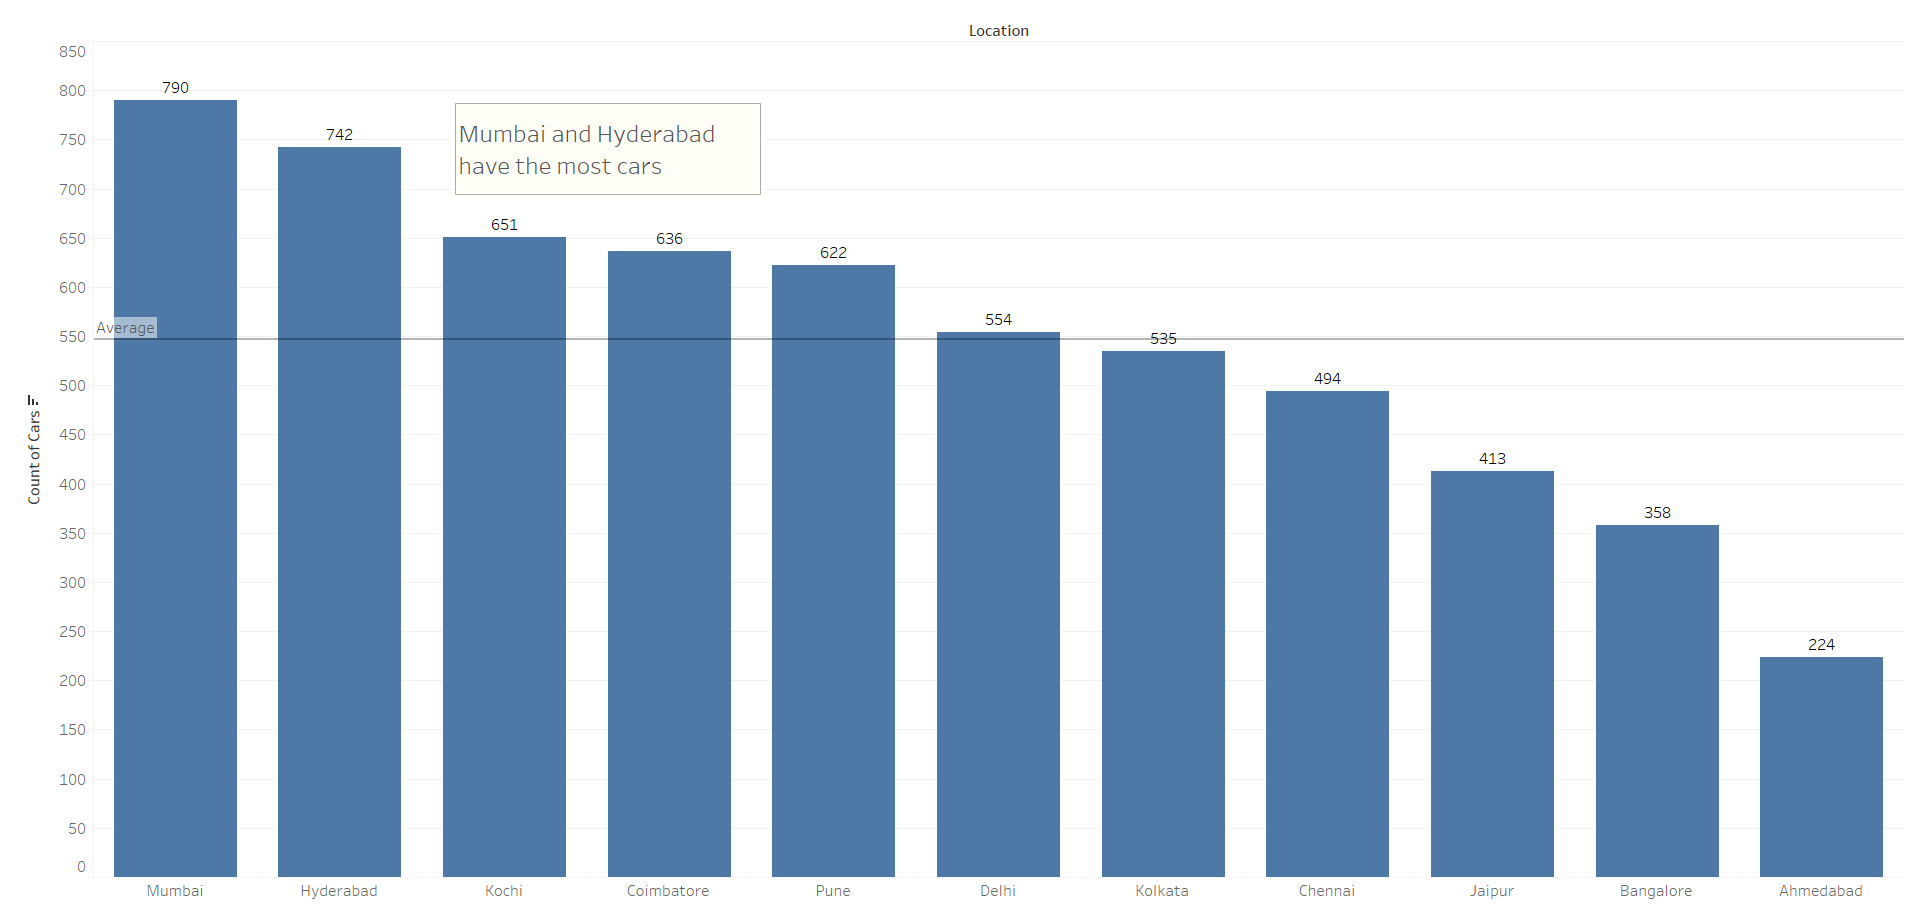 Location
850
800
750
700
650
600
550
500
450
400
350
300
250
200
150
100
50
0
Count of Cars
790
742
651
636
622
554
535
494
413
358
224
Mumbai and Hyderabad
have the most cars
Average
Mumbai
Hyderabad
Kochi
Coimbatore
Pune
Delhi
Kolkata
Chennai
Jaipur
Bangalore
Ahmedabad